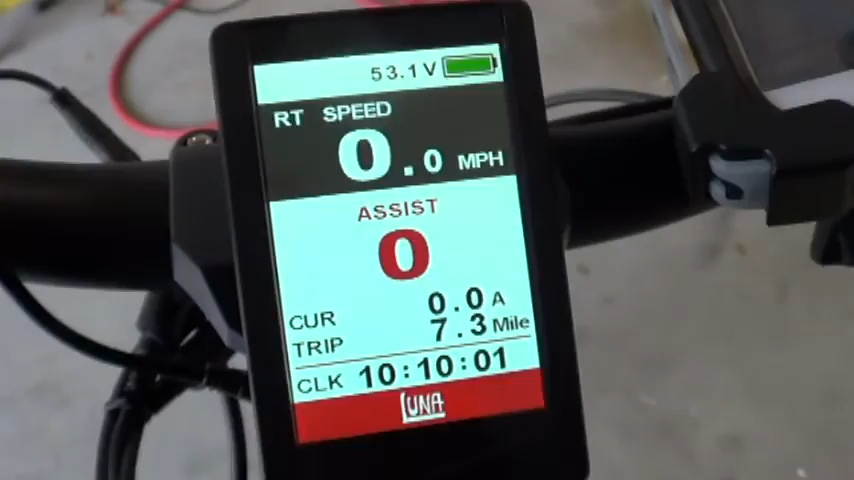 53.1V
RT SPEED
0.0 MPH
ASSIST
0
CUR 0.0 A
TRIP 7.3 Mile
CLK 10:10:01
LUNA